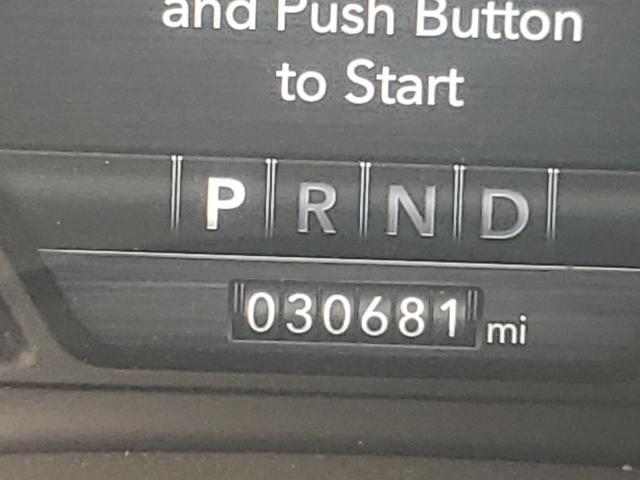 and Push Button
to Start
P R N D
030681 mi